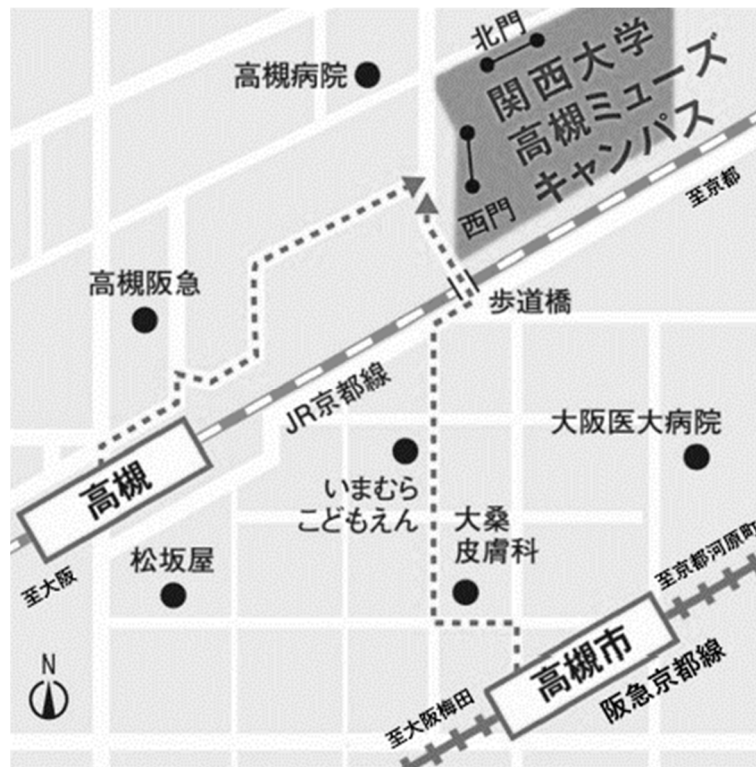 北門
高槻病院
関西大学
高槻ミューズ
キャンパス
至京都
西門
高槻阪急
歩道橋
JR京都線
大阪医大病院
高槻
いまむら
こどもえん
大桑
皮膚科
松坂屋
至大阪
至京都河原町
N
高槻市
阪急京都線
至大阪梅田